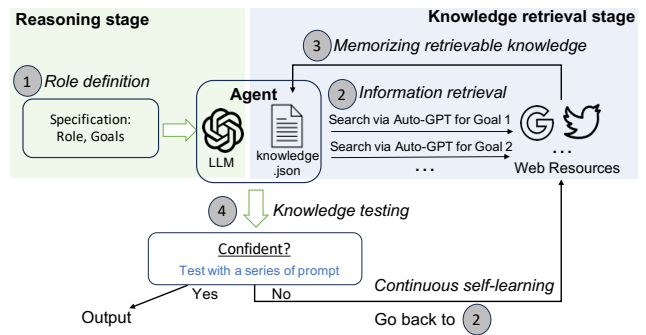 Reasoning stage
Knowledge retrieval stage
3 Memorizing retrievable knowledge
1 Role definition
Agent
2 Information retrieval
Specification:
Role, Goals
LLM
knowledge
.json
Search via Auto-GPT for Goal 1
Search via Auto-GPT for Goal 2
...
...
Web Resources
4 Knowledge testing
Confident?
Test with a series of prompt
Yes
No
Continuous self-learning
Output
Go back to 2